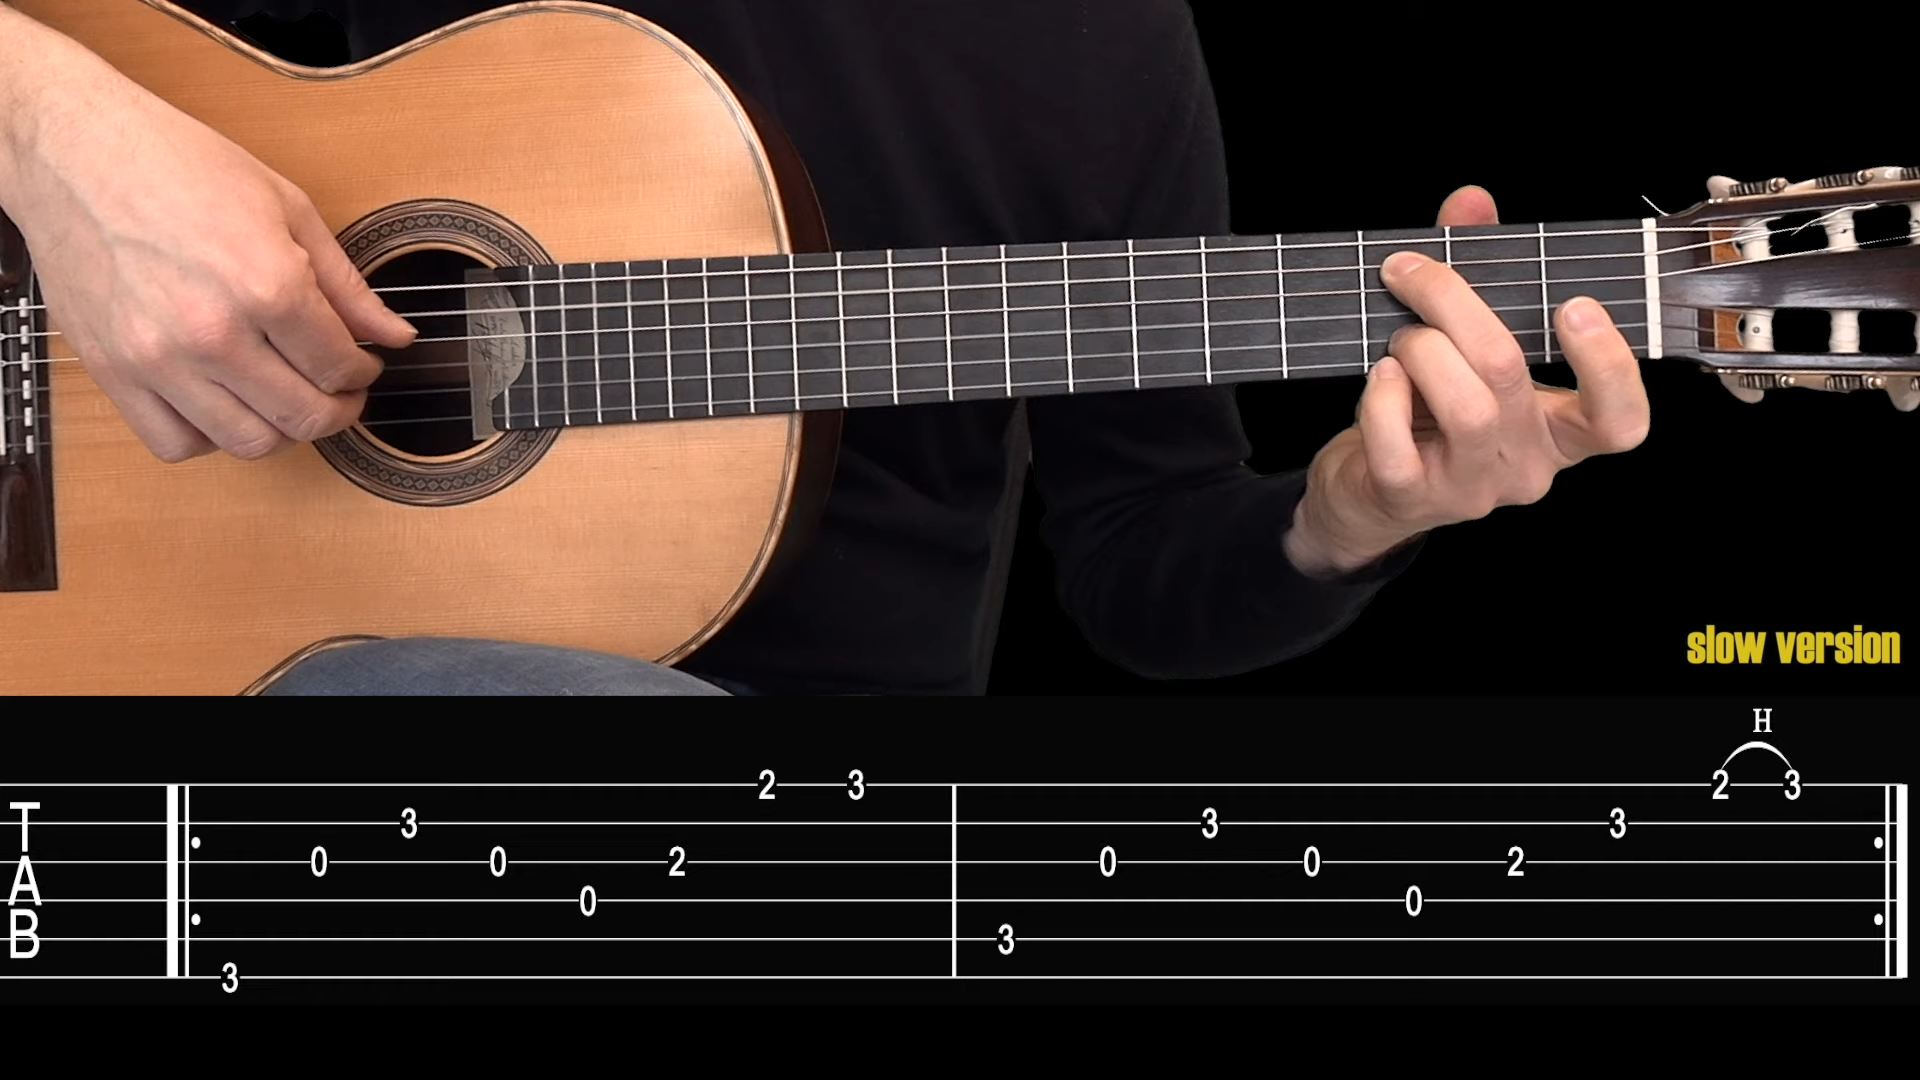 slow version
H
2 3 2 3
T 3 3 3
A 0 0 2 0 0 2
0 0
B 3
3